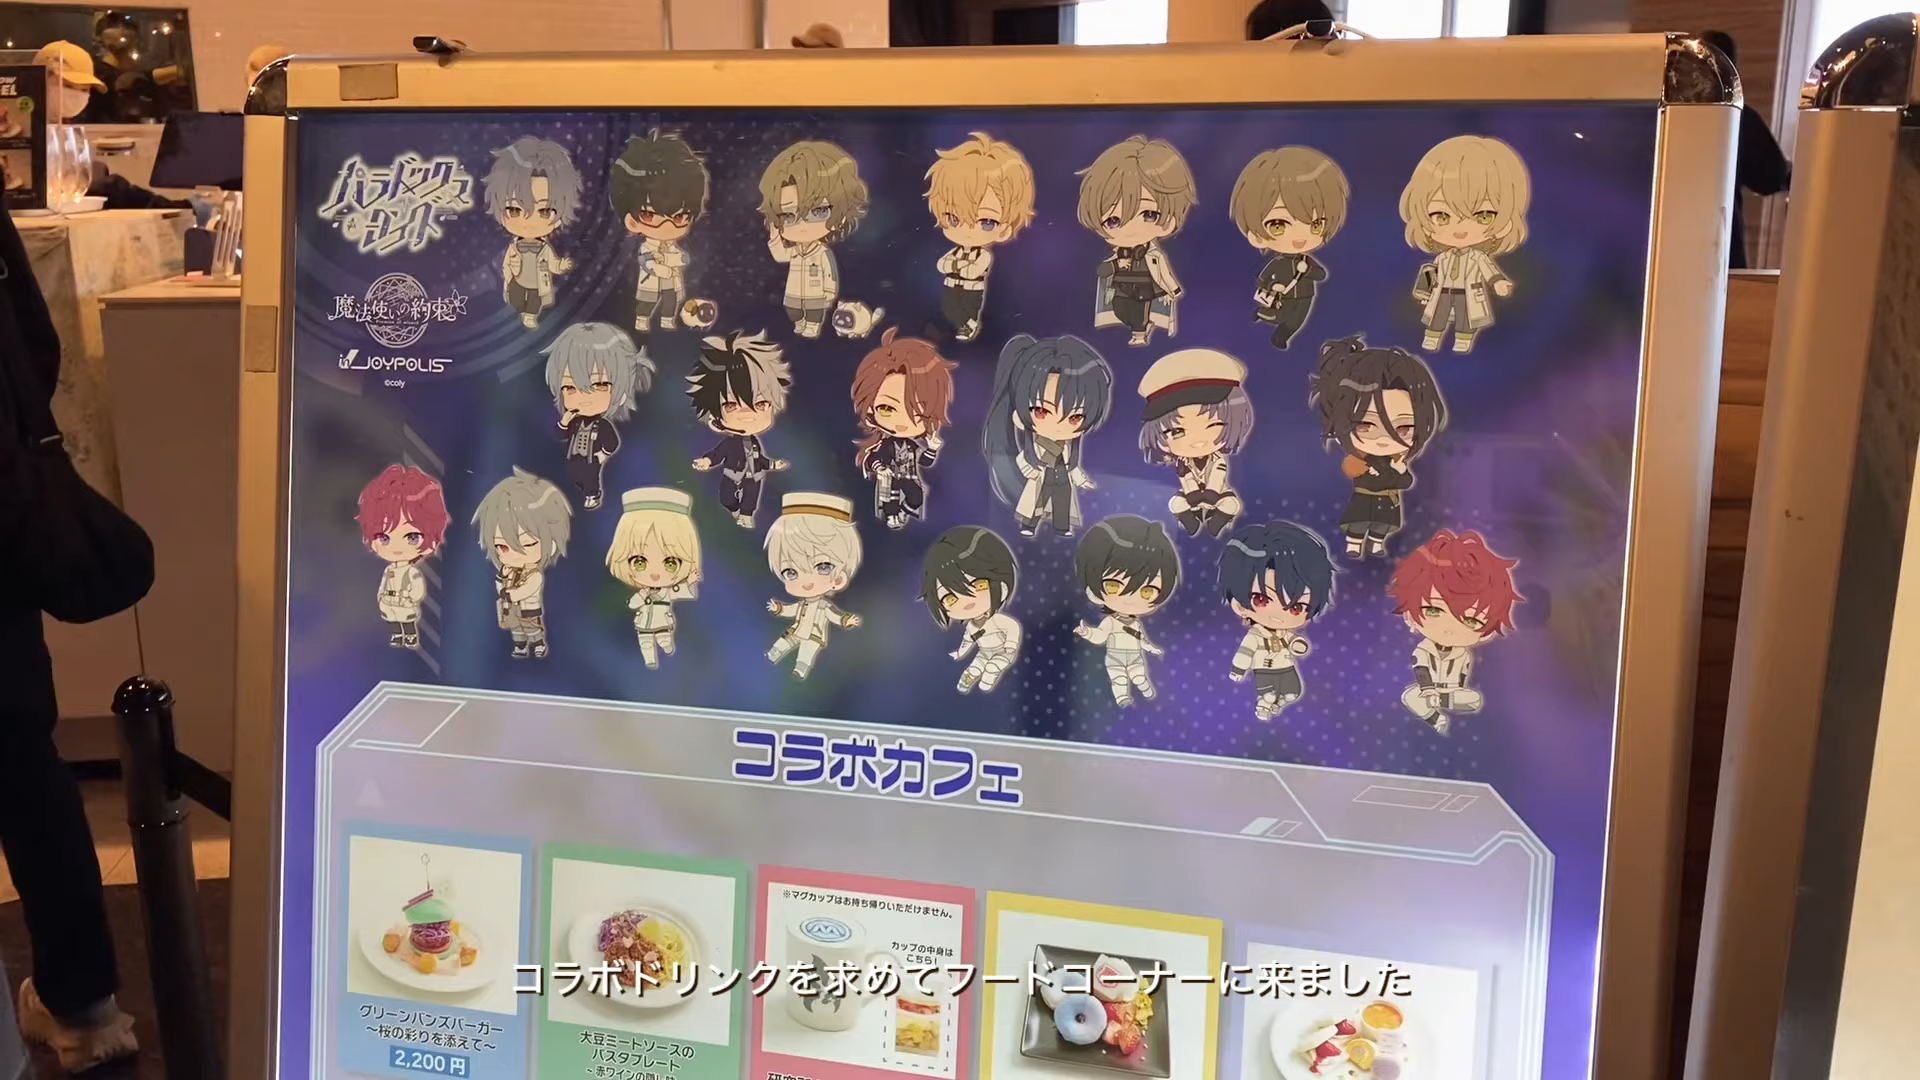 パラドックス
ロード
魔法使いの約束
in JOYPOLIS
©coly
コラボカフェ
グリーンバンズバーガー
～桜の彩りを添えて～
2,200円
大豆ミートソースの
パスタプレート
※マグカップはお持ち帰りいただけません。
カップの中身は
こちら！
コラボドリンクを求めてフードコーナーに来ました